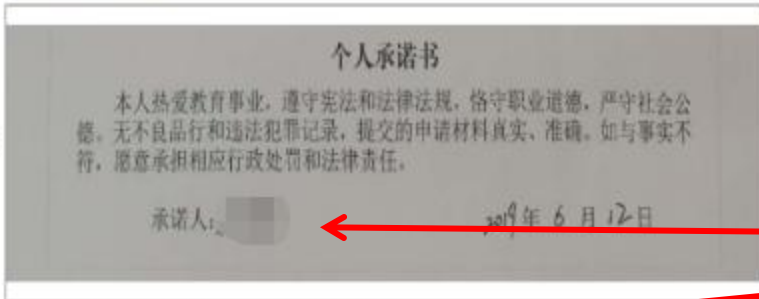 个人承诺书
本人热爱教育事业，遵守宪法和法律法规，恪守职业道德，严守社会公
德。无不良品行和违法犯罪记录，提交的申请材料真实、准确。如与事实不
符，愿意承担相应行政处罚和法律责任。
承诺人： 2019年 6 月 12日